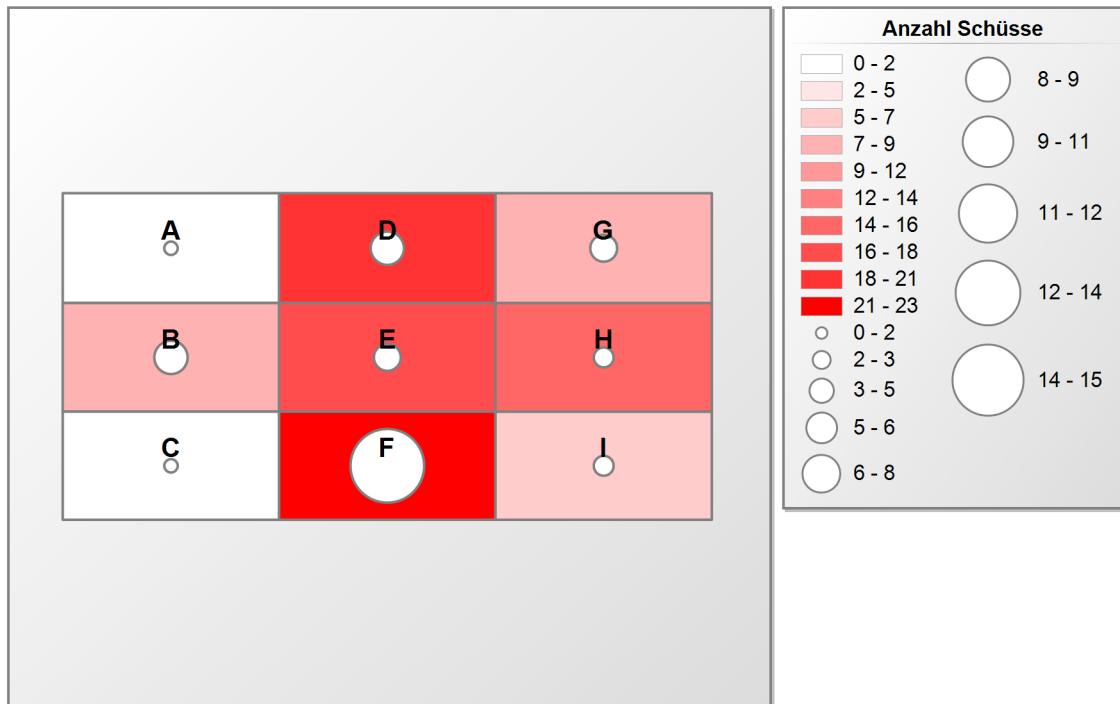 A
D
G
B
E
H
C
F
I
Anzahl Schüsse
0 - 2
2 - 5
5 - 7
7 - 9
9 - 12
12 - 14
14 - 16
16 - 18
18 - 21
21 - 23
0 - 2
2 - 3
3 - 5
5 - 6
6 - 8
8 - 9
9 - 11
11 - 12
12 - 14
14 - 15